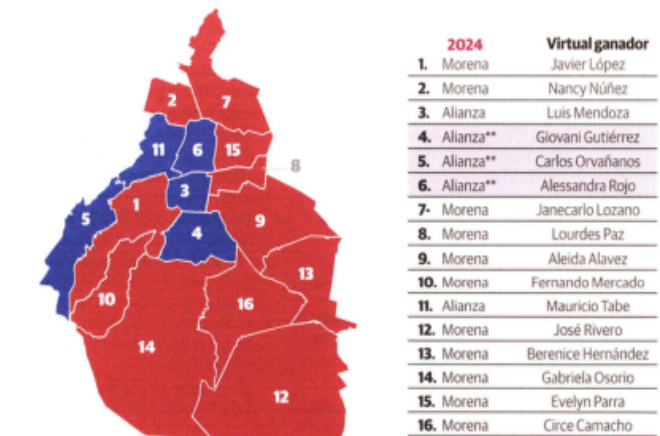 2
7
11
6
15
8
3
1
5
4
9
13
10
16
14
12
2024 Virtual ganador
1. Morena Javier López
2. Morena Nancy Núñez
3. Alianza Luis Mendoza
4. Alianza** Giovani Gutiérrez
5. Alianza** Carlos Orvañanos
6. Alianza** Alessandra Rojo
7- Morena Janecarlo Lozano
8. Morena Lourdes Paz
9. Morena Aleida Alavez
10. Morena Fernando Mercado
11. Alianza Mauricio Tabe
12. Morena José Rivero
13. Morena Berenice Hernández
14. Morena Gabriela Osorio
15. Morena Evelyn Parra
16. Morena Circe Camacho